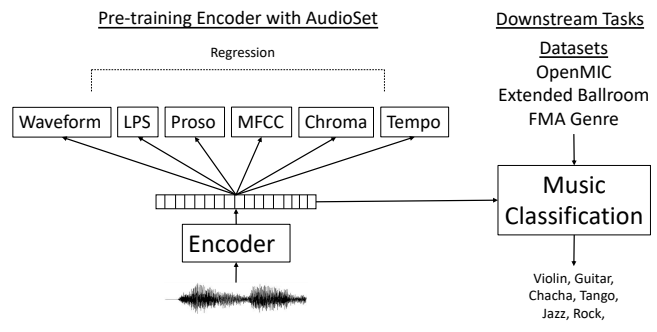 Pre-training Encoder with AudioSet
Regression
Waveform
LPS
Proso
MFCC
Chroma
Tempo
Encoder
Downstream Tasks
Datasets
OpenMIC
Extended Ballroom
FMA Genre
Music
Classification
Violin, Guitar,
Chacha, Tango,
Jazz, Rock,